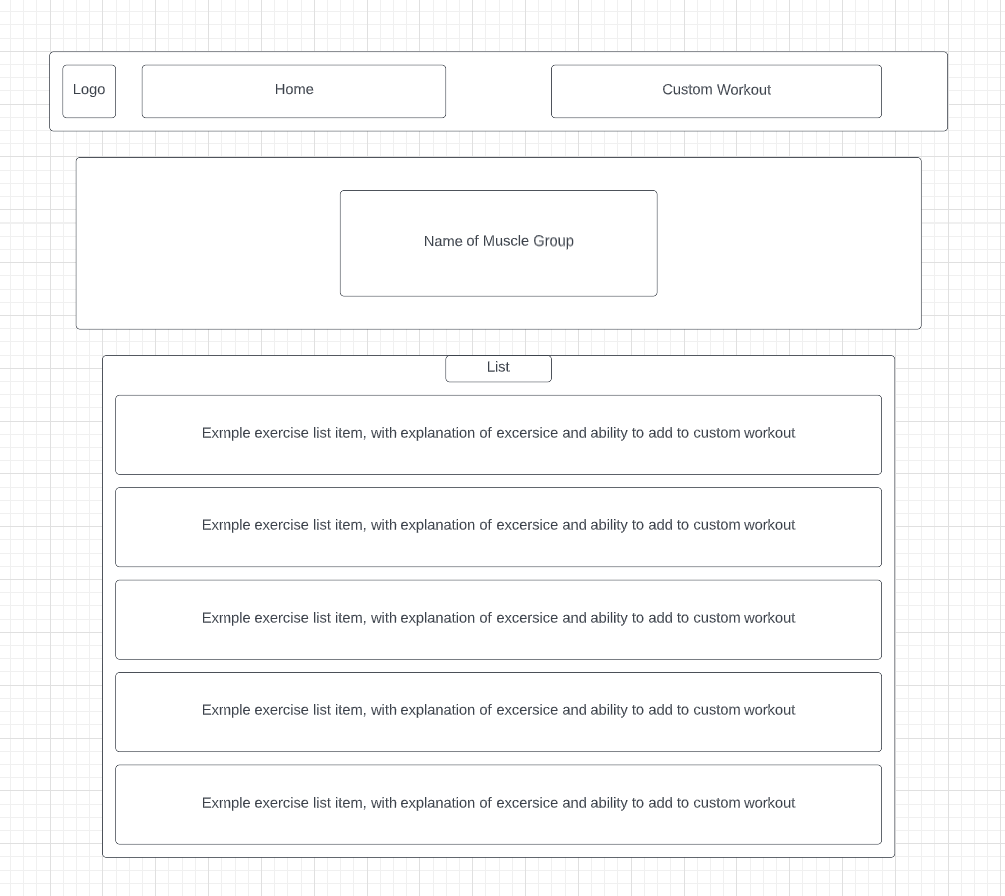 Logo
Home
Custom Workout
Name of Muscle Group
List
Exmple exercise list item, with explanation of excersice and ability to add to custom workout
Exmple exercise list item, with explanation of excersice and ability to add to custom workout
Exmple exercise list item, with explanation of excersice and ability to add to custom workout
Exmple exercise list item, with explanation of excersice and ability to add to custom workout
Exmple exercise list item, with explanation of excersice and ability to add to custom workout